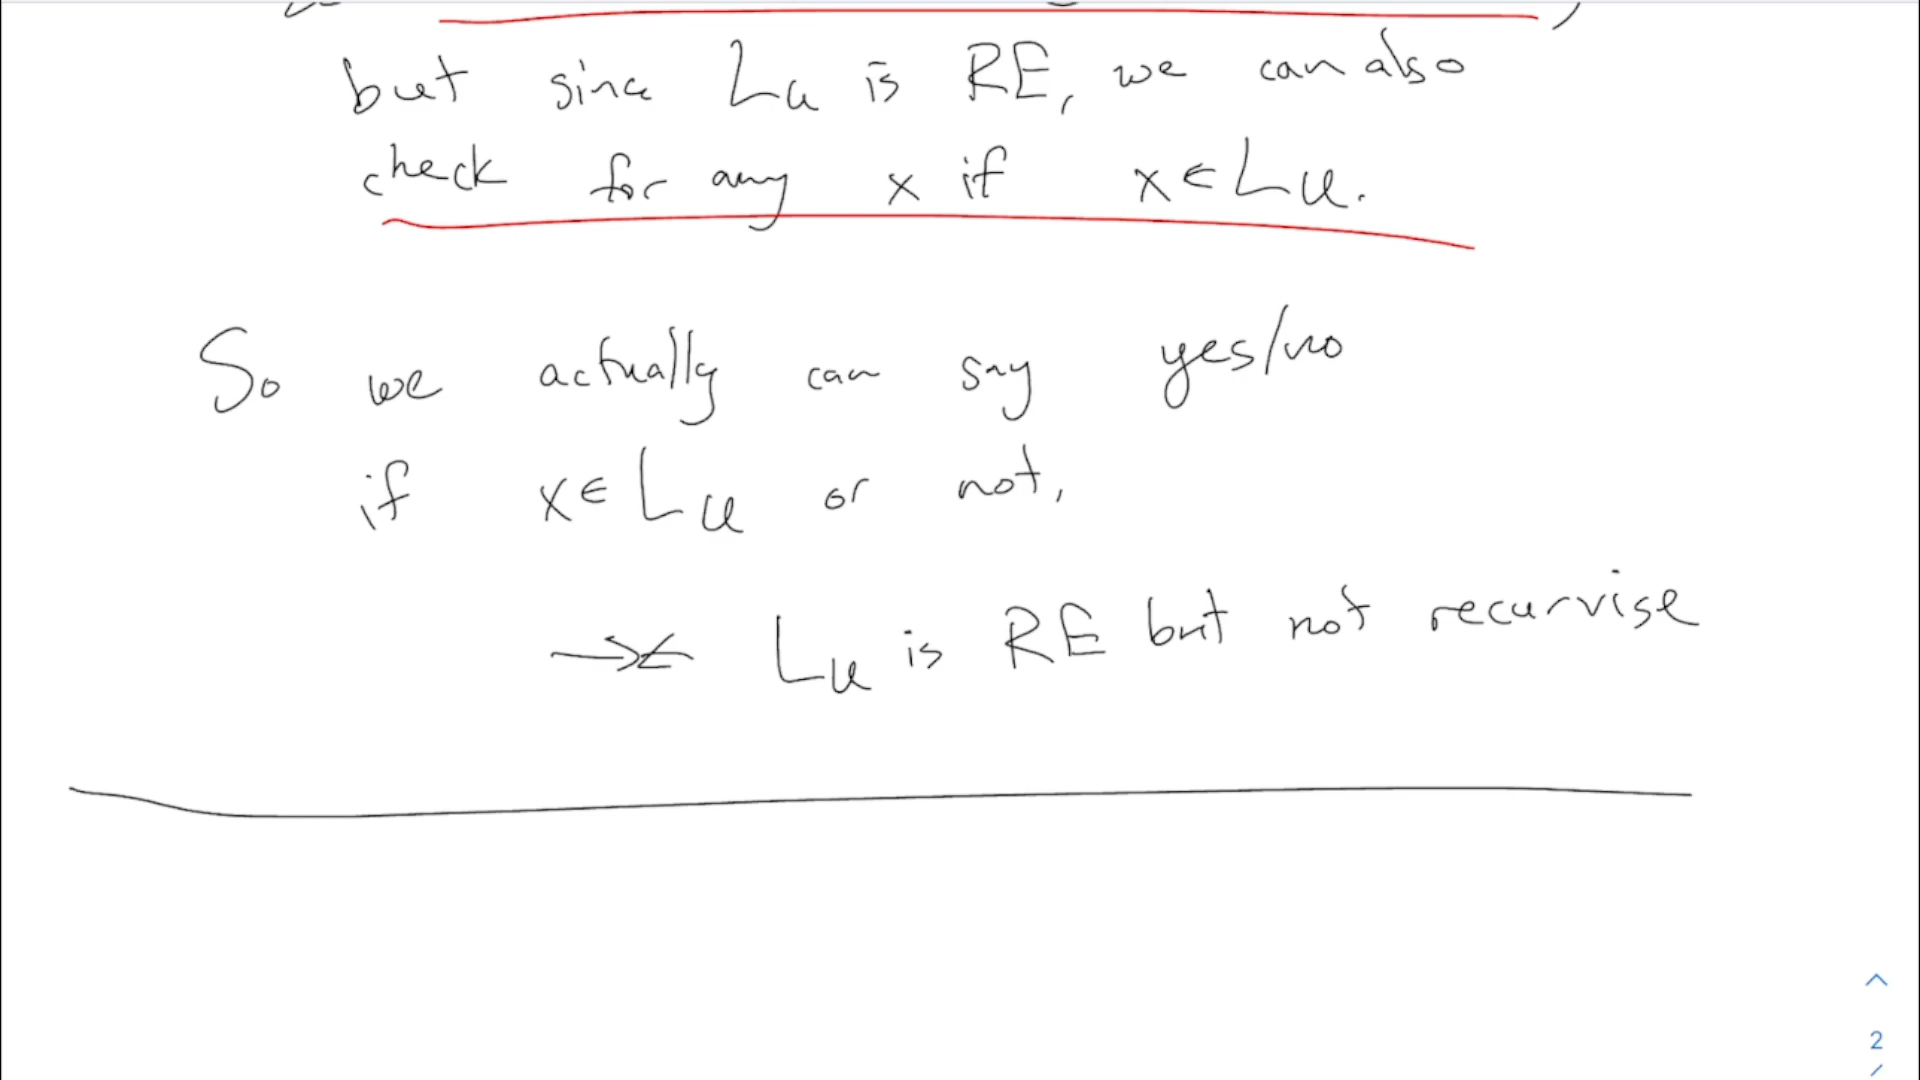 but since Lu is RE, we can also
check for any x if x∈Lu.
So we actually can say yes/no
if x∈Lu or not,
→← Lu is RE but not recurvise
2